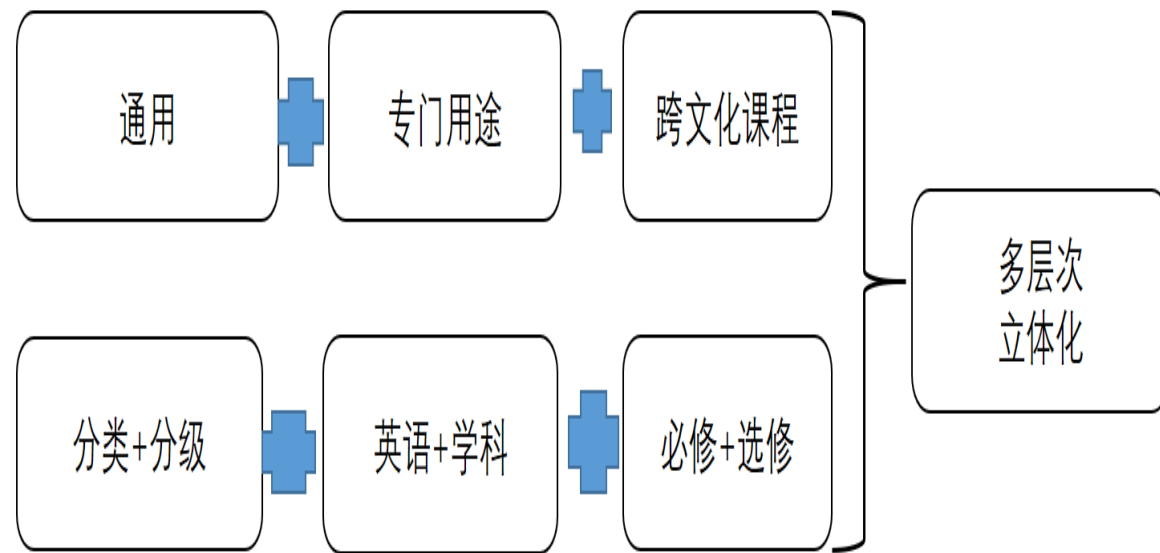 通用
专门用途
跨文化课程
多层次
立体化
分类+分级
英语+学科
必修+选修